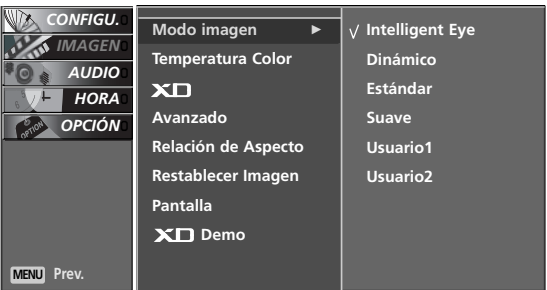 CONFIGU.
IMAGEN
AUDIO
HORA
OPCIÓN
OPTION
MENU Prev.
Modo imagen ►
Temperatura Color
XD
Avanzado
Relación de Aspecto
Restablecer Imagen
Pantalla
XD Demo
√ Intelligent Eye
Dinámico
Estándar
Suave
Usuario1
Usuario2